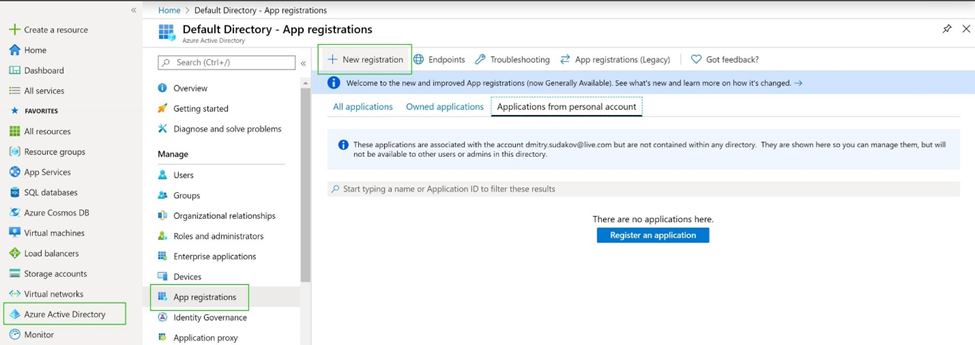 «
Create a resource
Home
Dashboard
All services
FAVORITES
All resources
Resource groups
App Services
SQL databases
Azure Cosmos DB
Virtual machines
Load balancers
Storage accounts
Virtual networks
Azure Active Directory
Monitor
Home > Default Directory - App registrations
Default Directory - App registrations
Azure Active Directory
Search (Ctrl+/)
«
Overview
Getting started
Diagnose and solve problems
Manage
Users
Groups
Organizational relationships
Roles and administrators
Enterprise applications
Devices
App registrations
Identity Governance
Application proxy
New registration Endpoints Troubleshooting App registrations (Legacy) Got feedback?
Welcome to the new and improved App registrations (now Generally Available). See what's new and learn more on how it's changed. →
All applications Owned applications Applications from personal account
These applications are associated with the account dmitry.sudakov@live.com but are not contained within any directory. They are shown here so you can manage them, but will
not be available to other users or admins in this directory.
Start typing a name or Application ID to filter these results
There are no applications here.
Register an application